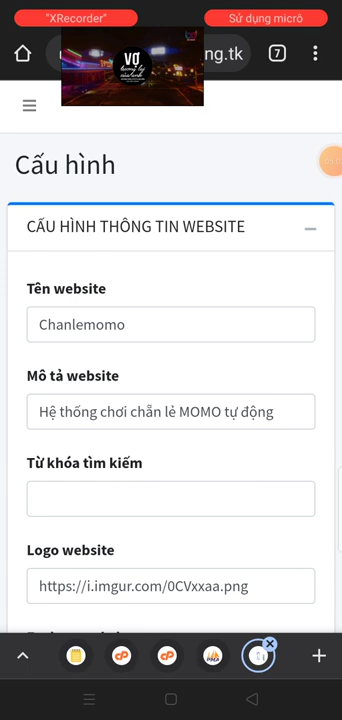 "XRecorder"
Sử dụng micrô
VỢ
ng.tk
7
Cấu hình
CẤU HÌNH THÔNG TIN WEBSITE
Tên website
Chanlemomo
Mô tả website
Hệ thống chơi chẵn lẻ MOMO tự động
Từ khóa tìm kiếm
Logo website
https://i.imgur.com/0CVxxaa.png